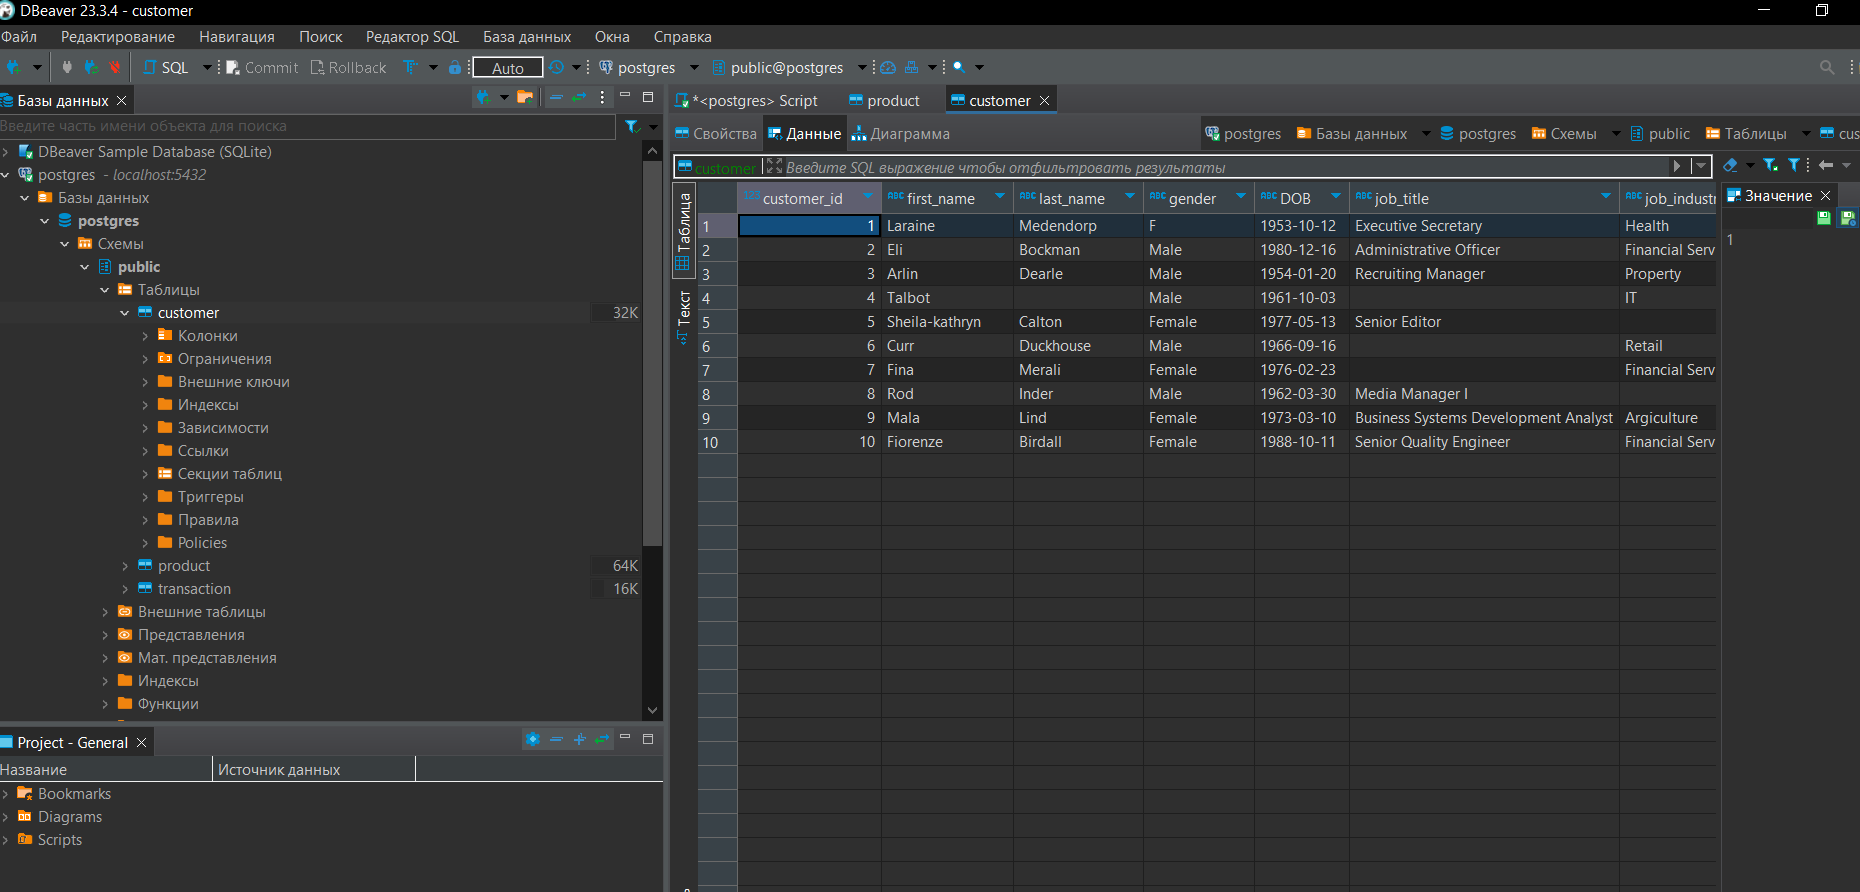 DBeaver 23.3.4 - customer
Файл Редактирование Навигация Поиск Редактор SQL База данных Окна Справка
SQL Commit Rollback Auto postgres public@postgres
Базы данных
Введите часть имени объекта для поиска
DBeaver Sample Database (SQLite)
postgres - localhost:5432
Базы данных
postgres
Схемы
public
Таблицы
customer 32K
Колонки
Ограничения
Внешние ключи
Индексы
Зависимости
Ссылки
Секции таблиц
Триггеры
Правила
Policies
product 64K
transaction 16K
Внешние таблицы
Представления
Мат. представления
Индексы
Функции
Project - General
Название Источник данных
Bookmarks
Diagrams
Scripts
*<postgres> Script product customer
Свойства Данные Диаграмма postgres Базы данных postgres Схемы public Таблицы cus
customer Введите SQL выражение чтобы отфильтровать результаты
Таблица
Текст
123 customer_id ABC first_name ABC last_name ABC gender ABC DOB ABC job_title ABC job_industr
1 1 Laraine Medendorp F 1953-10-12 Executive Secretary Health
2 2 Eli Bockman Male 1980-12-16 Administrative Officer Financial Serv
3 3 Arlin Dearle Male 1954-01-20 Recruiting Manager Property
4 4 Talbot Male 1961-10-03 IT
5 5 Sheila-kathryn Calton Female 1977-05-13 Senior Editor
6 6 Curr Duckhouse Male 1966-09-16 Retail
7 7 Fina Merali Female 1976-02-23 Financial Serv
8 8 Rod Inder Male 1962-03-30 Media Manager I
9 9 Mala Lind Female 1973-03-10 Business Systems Development Analyst Argiculture
10 10 Fiorenze Birdall Female 1988-10-11 Senior Quality Engineer Financial Serv
Значение
1